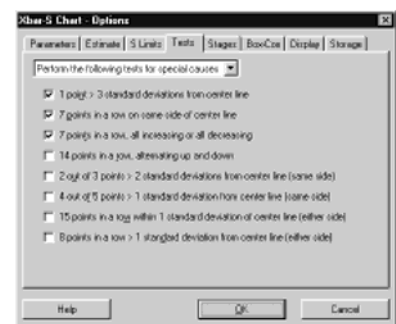 Xbar-S Chart - Options
Parameters Estimate S Limits Tests Stages Box-Cox Display Storage
Perform the following tests for special causes
1 point > 3 standard deviations from center line
7 points in a row on same side of center line
7 points in a row, all increasing or all decreasing
14 points in a row, alternating up and down
2 out of 3 points > 2 standard deviations from center line (same side)
4 out of 5 points > 1 standard deviation from center line (same side)
15 points in a row within 1 standard deviation of center line (either side)
8 points in a row > 1 standard deviation from center line (either side)
Help OK Cancel